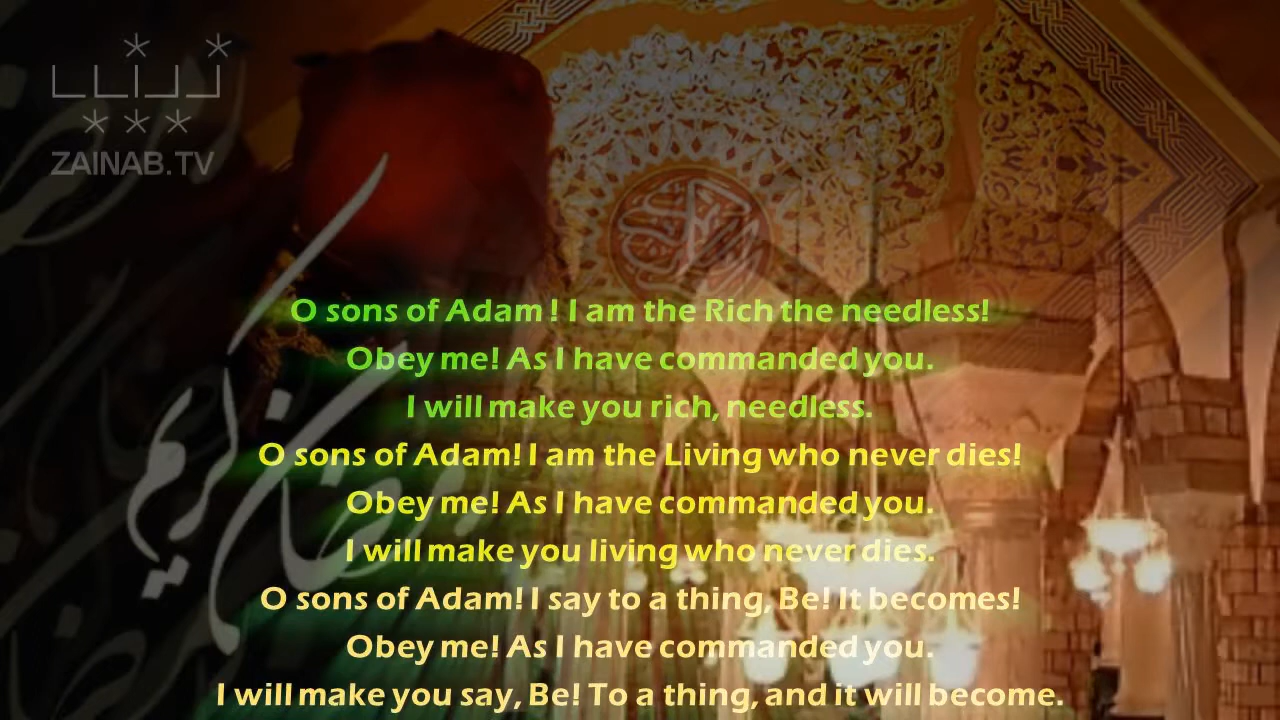 ZAINAB.TV
O sons of Adam ! I am the Rich the needless!
Obey me! As I have commanded you.
I will make you rich, needless.
O sons of Adam! I am the Living who never dies!
Obey me! As I have commanded you.
I will make you living who never dies.
O sons of Adam! I say to a thing, Be! It becomes!
Obey me! As I have commanded you.
I will make you say, Be! To a thing, and it will become.
كريم